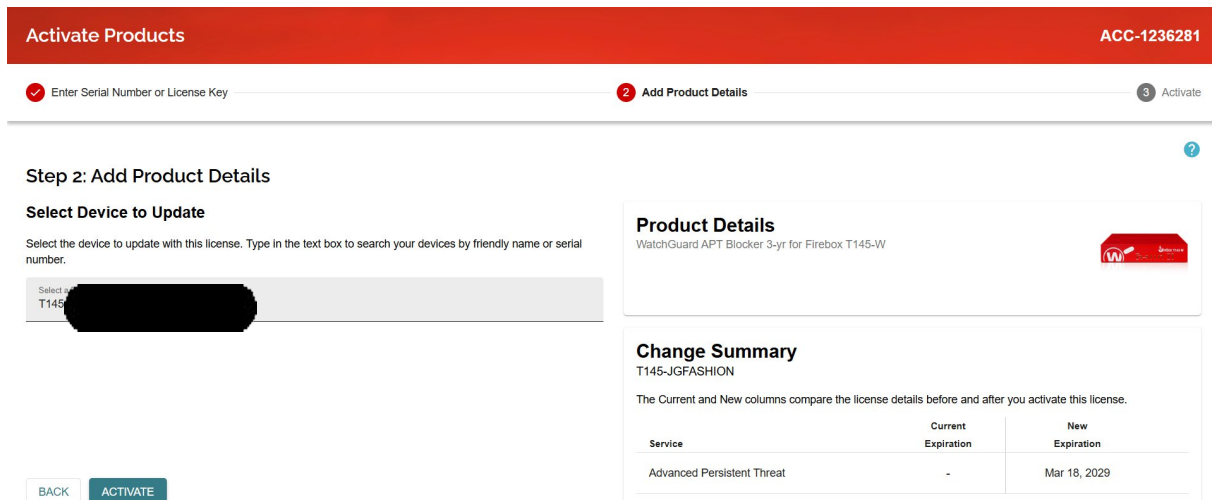 Activate Products
ACC-1236281
Enter Serial Number or License Key
2 Add Product Details
3 Activate
?
Step 2: Add Product Details
Select Device to Update
Select the device to update with this license. Type in the text box to search your devices by friendly name or serial
number.
Select a
T145
BACK
ACTIVATE
Product Details
WatchGuard APT Blocker 3-yr for Firebox T145-W
W
Change Summary
T145-JGFASHION
The Current and New columns compare the license details before and after you activate this license.
Service
Current
Expiration
New
Expiration
Advanced Persistent Threat
-
Mar 18, 2029